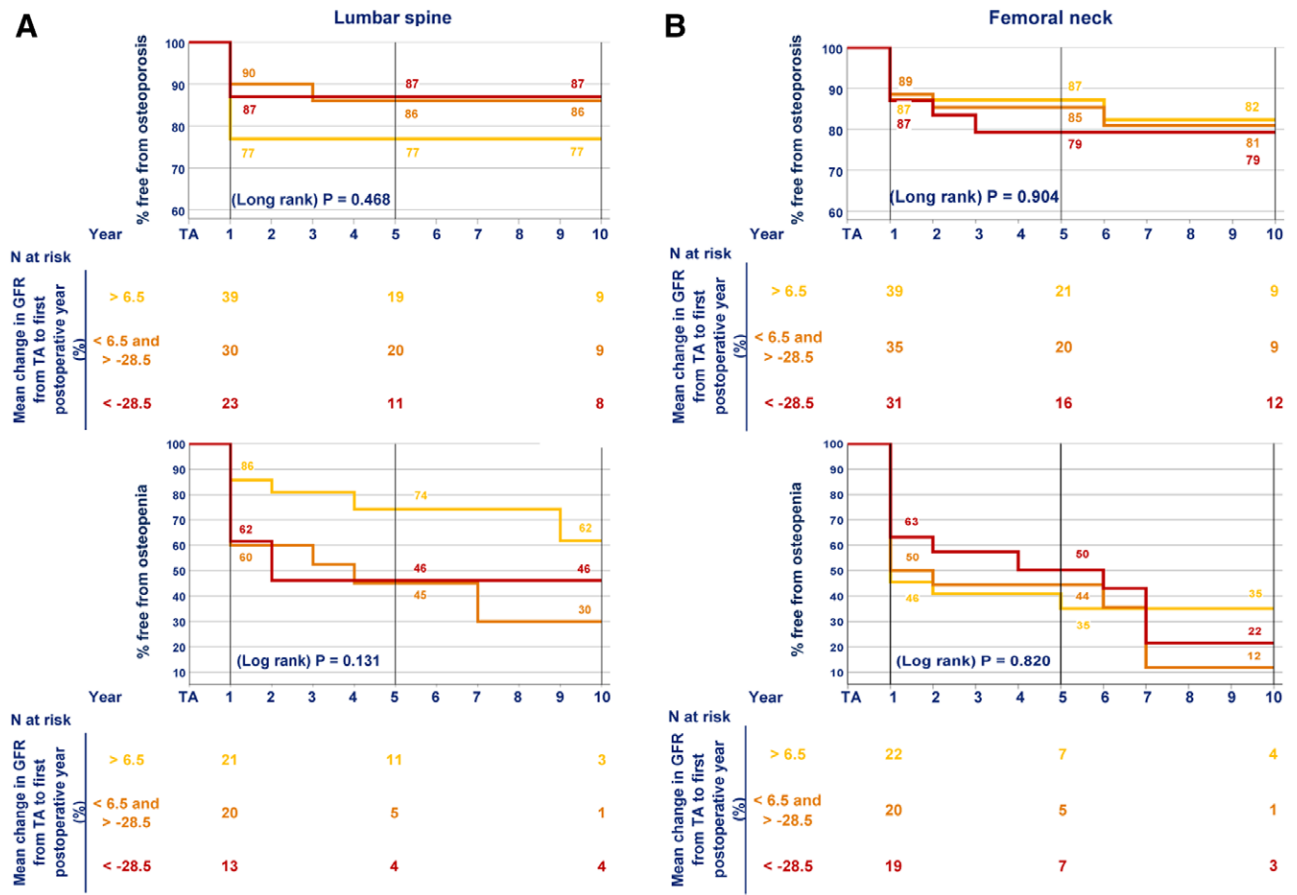 A
Lumbar spine
% free from osteoporosis
100
90
80
70
60
90
87
77
87
86
77
87
86
77
(Long rank) P = 0.468
Year TA 1 2 3 4 5 6 7 8 9 10
N at risk
Mean change in GFR
from TA to first
postoperative year
(%)
> 6.5 39 19 9
< 6.5 and
> -28.5
30 20 9
< -28.5 23 11 8
% free from osteopenia
100
90
80
70
60
50
40
30
20
10
86
62
60
74
46
45
62
46
30
(Log rank) P = 0.131
Year TA 1 2 3 4 5 6 7 8 9 10
N at risk
Mean change in GFR
from TA to first
postoperative year
(%)
> 6.5 21 11 3
< 6.5 and
> -28.5
20 5 1
< -28.5 13 4 4
B
Femoral neck
% free from osteoporosis
100
90
80
70
60
89
87
87
87
85
79
82
81
79
(Long rank) P = 0.904
Year TA 1 2 3 4 5 6 7 8 9 10
N at risk
Mean change in GFR
from TA to first
postoperative year
(%)
> 6.5 39 21 9
< 6.5 and
> -28.5
35 20 9
< -28.5 31 16 12
% free from osteopenia
100
90
80
70
60
50
40
30
20
10
63
50
46
50
44
35
35
22
12
(Log rank) P = 0.820
Year TA 1 2 3 4 5 6 7 8 9 10
N at risk
Mean change in GFR
from TA to first
postoperative year
(%)
> 6.5 22 7 4
< 6.5 and
> -28.5
20 5 1
< -28.5 19 7 3